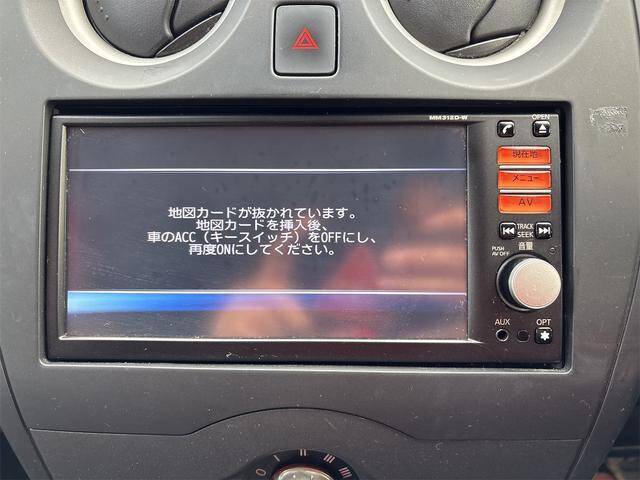 MM312D-W
OPEN
現在地
メニュー
AV
TRACK
SEEK
音量
PUSH
AV OFF
地図カードが抜かれています。
地図カードを挿入後、
車のACC（キースイッチ）をOFFにし、
再度ONにしてください。
AUX
OPT
O I II III IIII